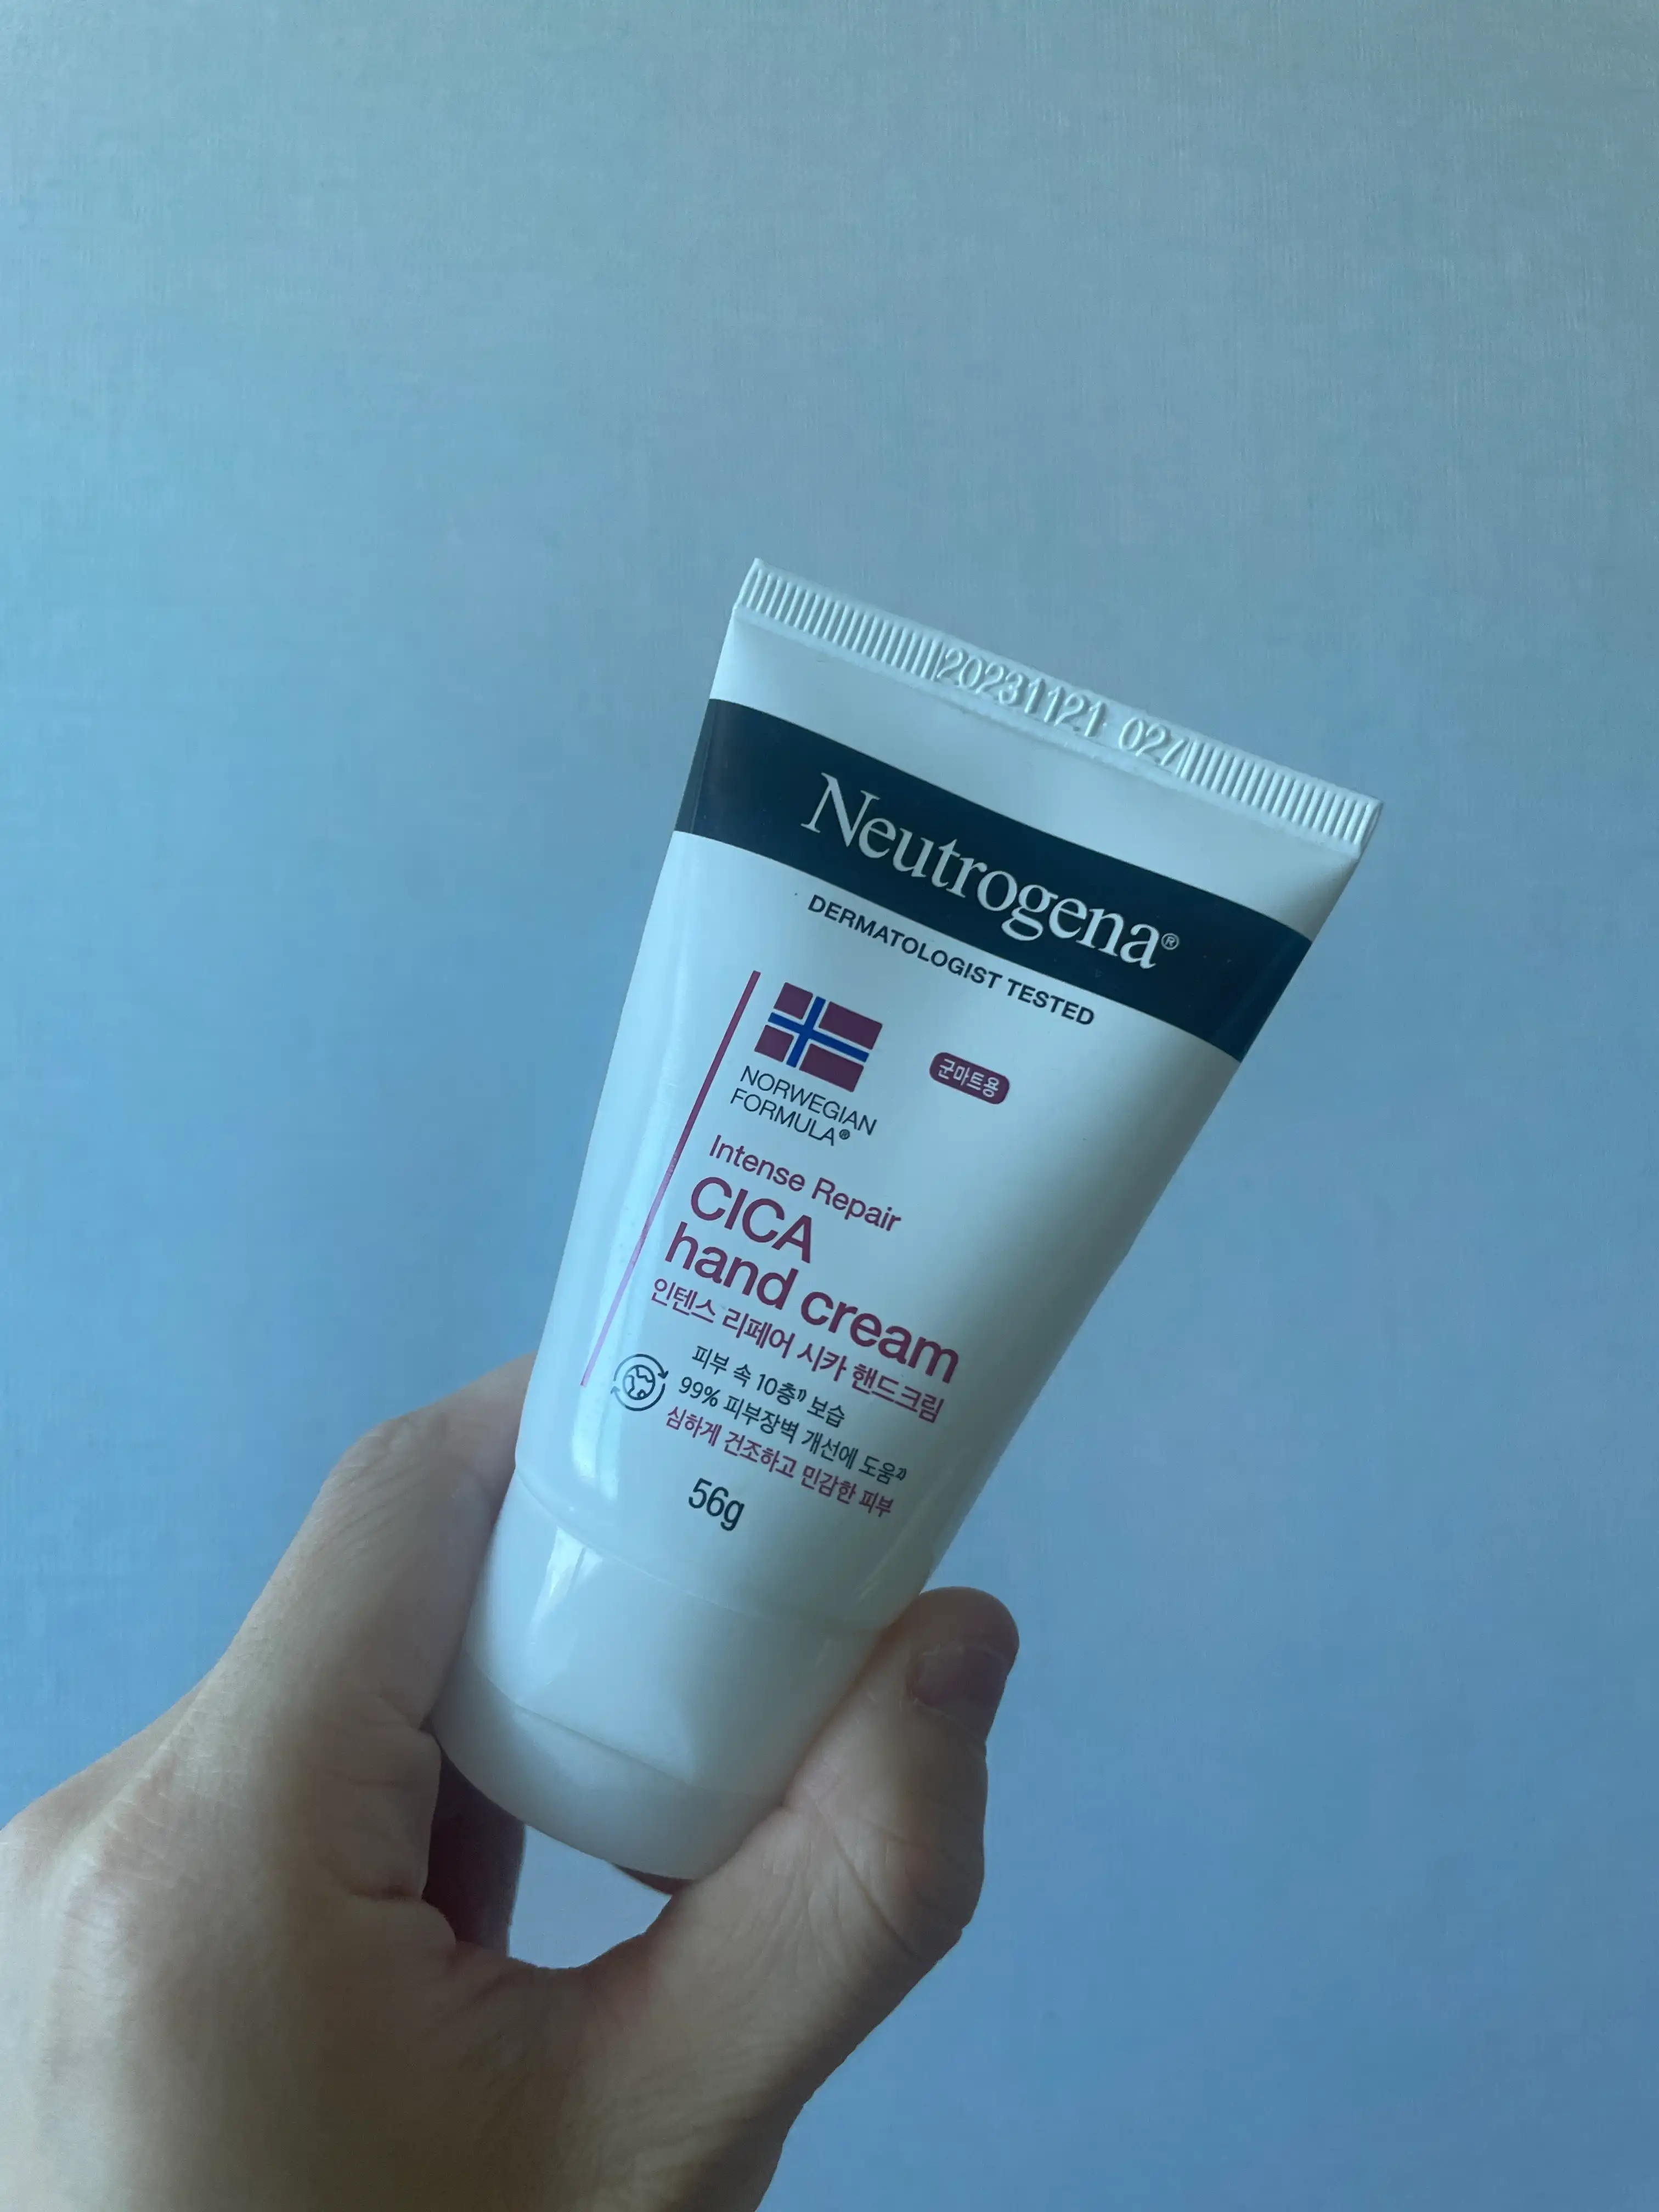 20231121 027
Neutrogena®
DERMATOLOGIST TESTED
군마트용
NORWEGIAN
FORMULA®
Intense Repair
CICA
hand cream
인텐스 리페어 시카 핸드크림
피부 속 10층¹⁾ 보습
99% 피부장벽 개선에 도움²⁾
심하게 건조하고 민감한 피부
56g